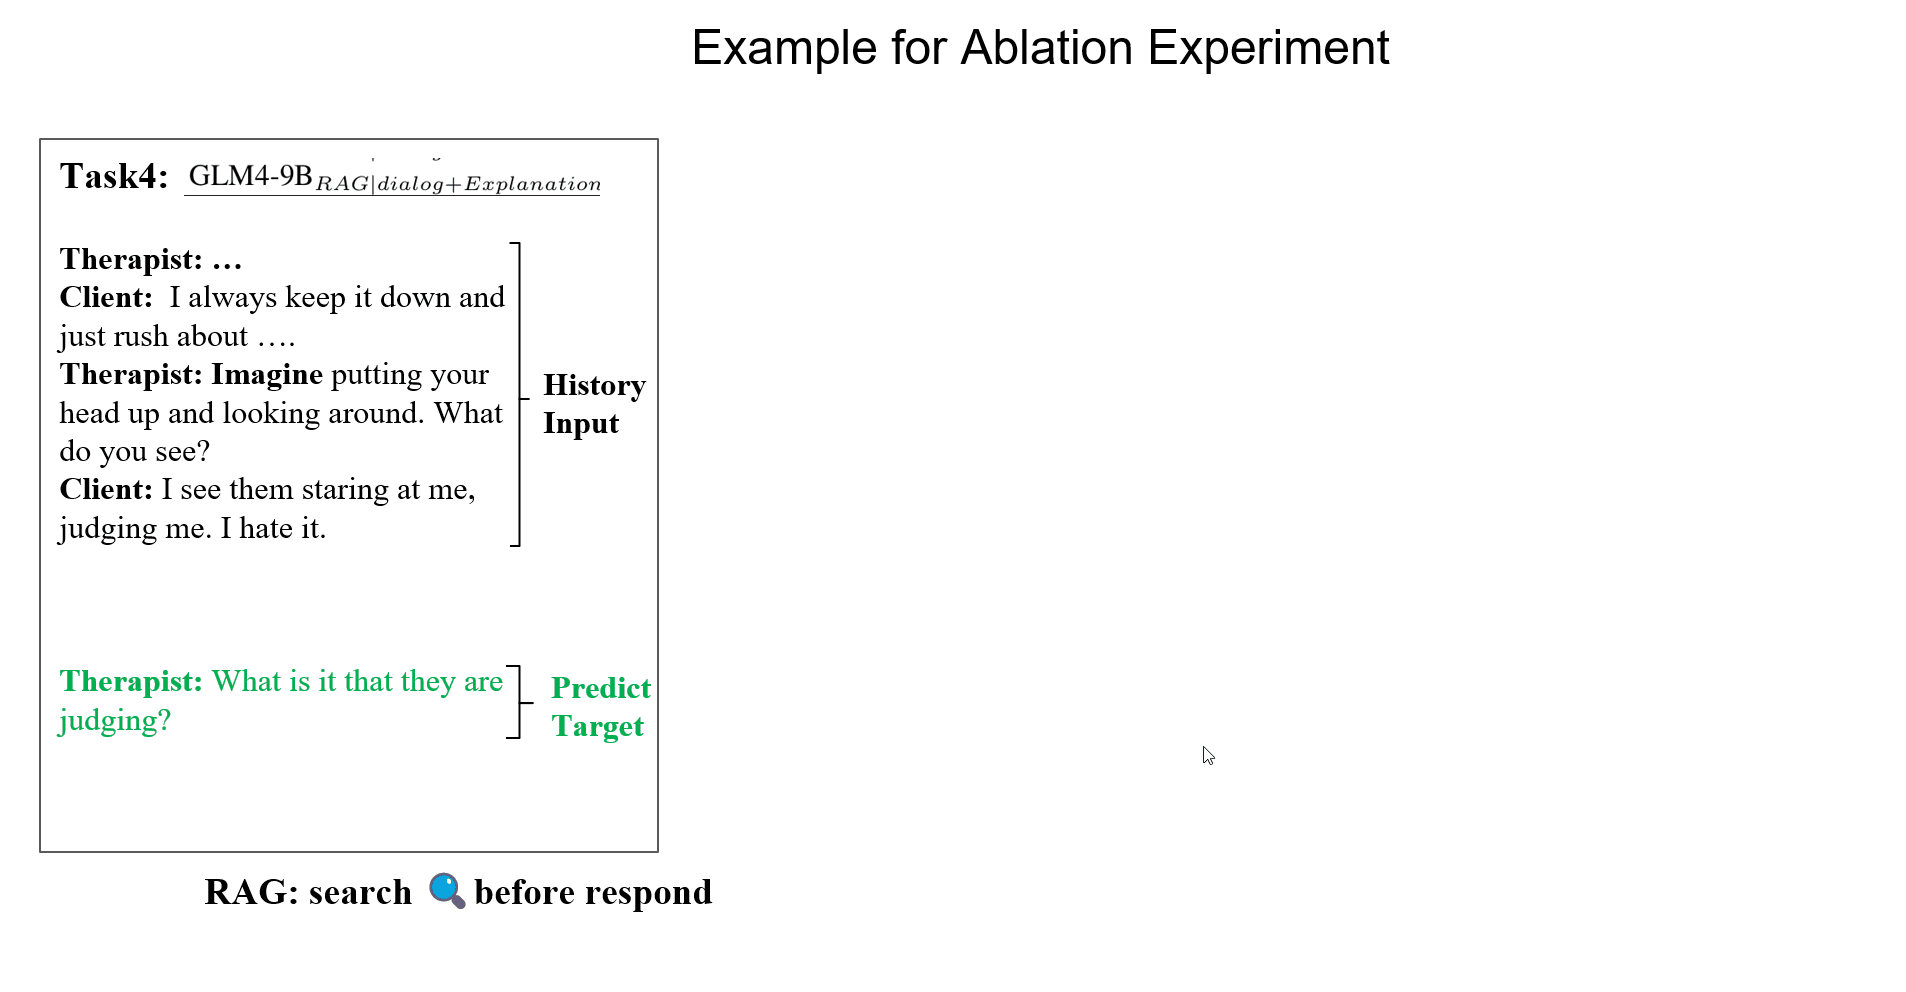 Example for Ablation Experiment
Task4: GLM4-9B RAG|dialog+Explanation
Therapist: …
Client:  I always keep it down and
just rush about ….
Therapist: Imagine putting your
head up and looking around. What
do you see?
Client: I see them staring at me,
judging me. I hate it.
History
Input
Therapist: What is it that they are
judging?
Predict
Target
RAG: search 🔍 before respond